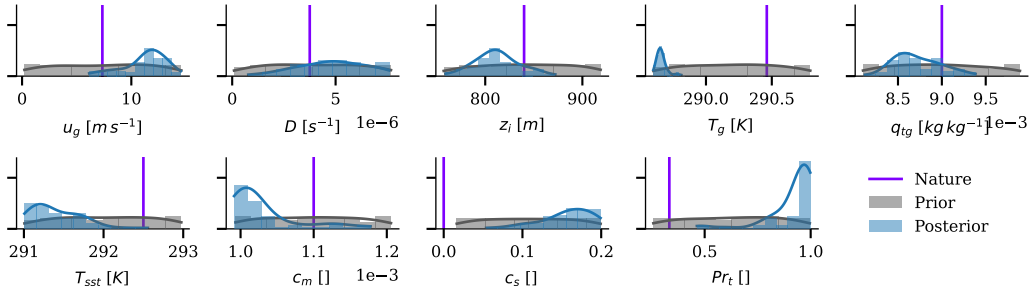 0 10 0 5 800 900 290.0 290.5 8.5 9.0 9.5
1e−6 1e−3
u_g [m s⁻¹] D [s⁻¹] z_i [m] T_g [K] q_tg [kg kg⁻¹]
291 292 293 1.0 1.1 1.2 0.0 0.1 0.2 0.5 1.0
1e−3
T_sst [K] c_m [] c_s [] Pr_t []
Nature
Prior
Posterior